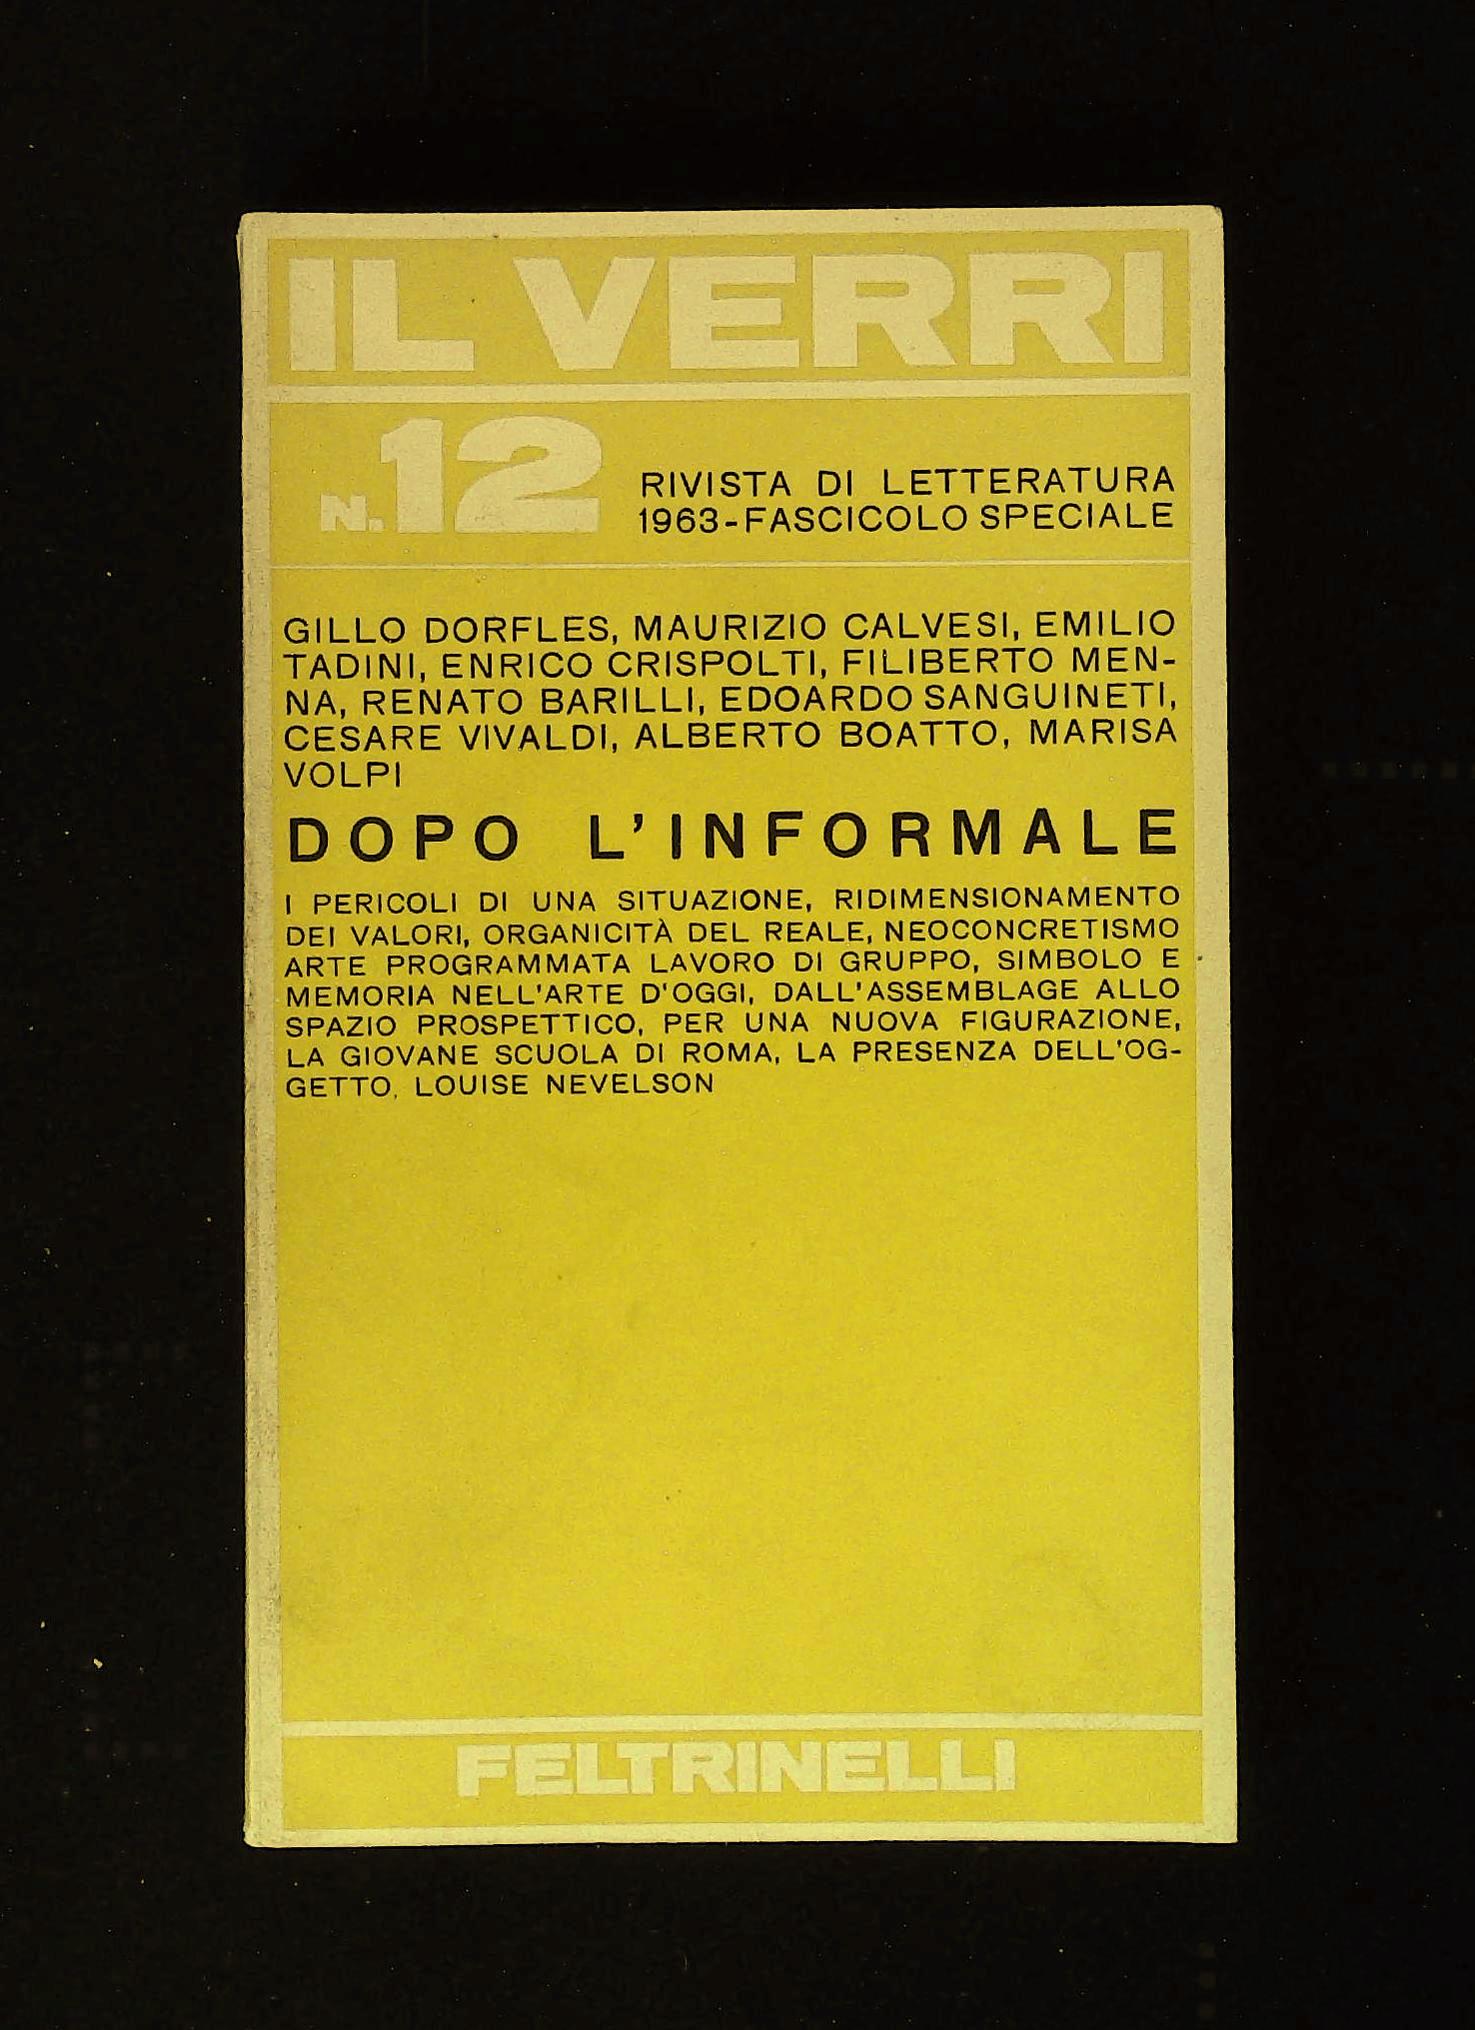 IL VERRI
N.12
RIVISTA DI LETTERATURA
1963-FASCICOLO SPECIALE
GILLO DORFLES, MAURIZIO CALVESI, EMILIO
TADINI, ENRICO CRISPOLTI, FILIBERTO MEN-
NA, RENATO BARILLI, EDOARDO SANGUINETI,
CESARE VIVALDI, ALBERTO BOATTO, MARISA
VOLPI
DOPO L'INFORMALE
I PERICOLI DI UNA SITUAZIONE, RIDIMENSIONAMENTO
DEI VALORI, ORGANICITÀ DEL REALE, NEOCONCRETISMO
ARTE PROGRAMMATA LAVORO DI GRUPPO, SIMBOLO E
MEMORIA NELL'ARTE D'OGGI, DALL'ASSEMBLAGE ALLO
SPAZIO PROSPETTICO, PER UNA NUOVA FIGURAZIONE,
LA GIOVANE SCUOLA DI ROMA, LA PRESENZA DELL'OG-
GETTO, LOUISE NEVELSON
FELTRINELLI